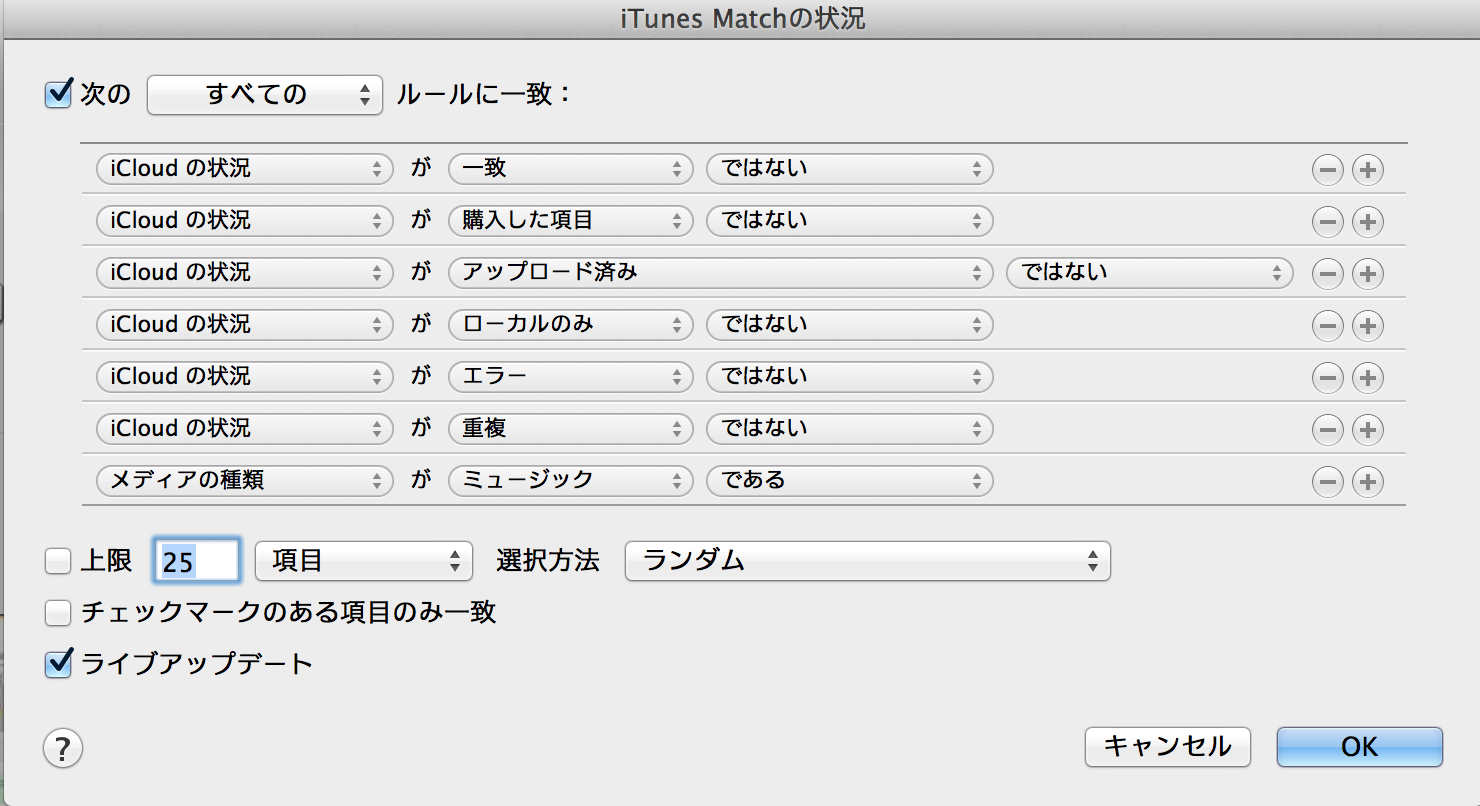 iTunes Matchの状況
次の すべての ルールに一致：
iCloud の状況 が 一致 ではない
iCloud の状況 が 購入した項目 ではない
iCloud の状況 が アップロード済み ではない
iCloud の状況 が ローカルのみ ではない
iCloud の状況 が エラー ではない
iCloud の状況 が 重複 ではない
メディアの種類 が ミュージック である
上限 25 項目 選択方法 ランダム
チェックマークのある項目のみ一致
ライブアップデート
? キャンセル OK